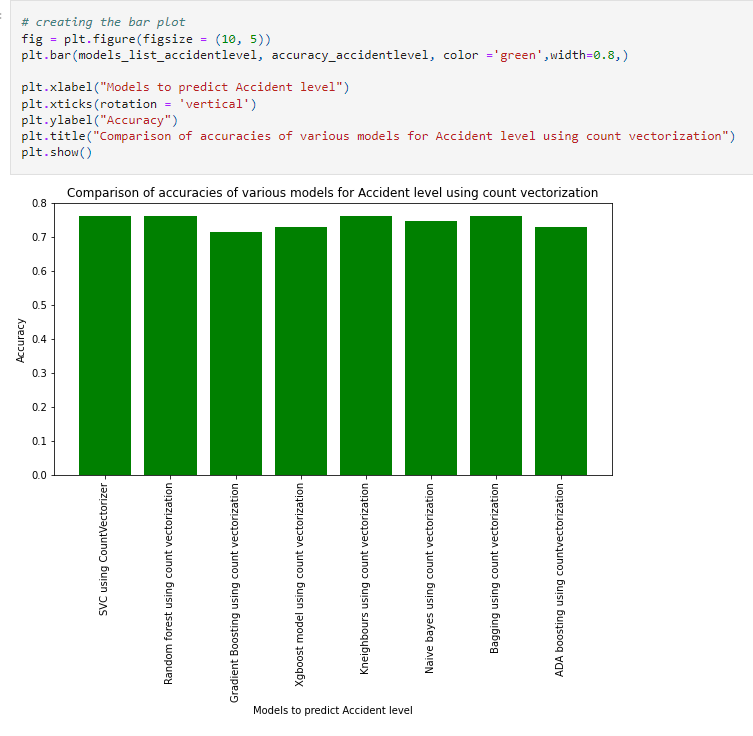 # creating the bar plot
fig = plt.figure(figsize = (10, 5))
plt.bar(models_list_accidentlevel, accuracy_accidentlevel, color ='green',width=0.8,)
plt.xlabel("Models to predict Accident level")
plt.xticks(rotation = 'vertical')
plt.ylabel("Accuracy")
plt.title("Comparison of accuracies of various models for Accident level using count vectorization")
plt.show()
Comparison of accuracies of various models for Accident level using count vectorization
0.8
0.7
0.6
0.5
0.4
0.3
0.2
0.1
0.0
Accuracy
SVC using CountVectorizer
Random forest using count vectorization
Gradient Boosting using count vectorization
Xgboost model using count vectorization
Kneighbours using count vectorization
Naive bayes using count vectorization
Bagging using count vectorization
ADA boosting using countvectorization
Models to predict Accident level